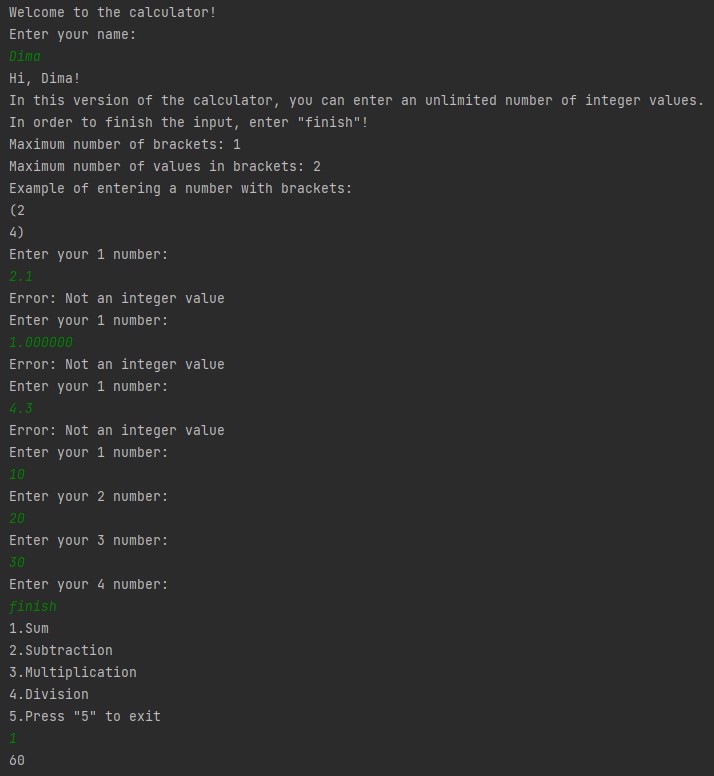 Welcome to the calculator!
Enter your name:
Dima
Hi, Dima!
In this version of the calculator, you can enter an unlimited number of integer values.
In order to finish the input, enter "finish"!
Maximum number of brackets: 1
Maximum number of values in brackets: 2
Example of entering a number with brackets:
(2
4)
Enter your 1 number:
2.1
Error: Not an integer value
Enter your 1 number:
1.000000
Error: Not an integer value
Enter your 1 number:
4.3
Error: Not an integer value
Enter your 1 number:
10
Enter your 2 number:
20
Enter your 3 number:
30
Enter your 4 number:
finish
1.Sum
2.Subtraction
3.Multiplication
4.Division
5.Press "5" to exit
1
60